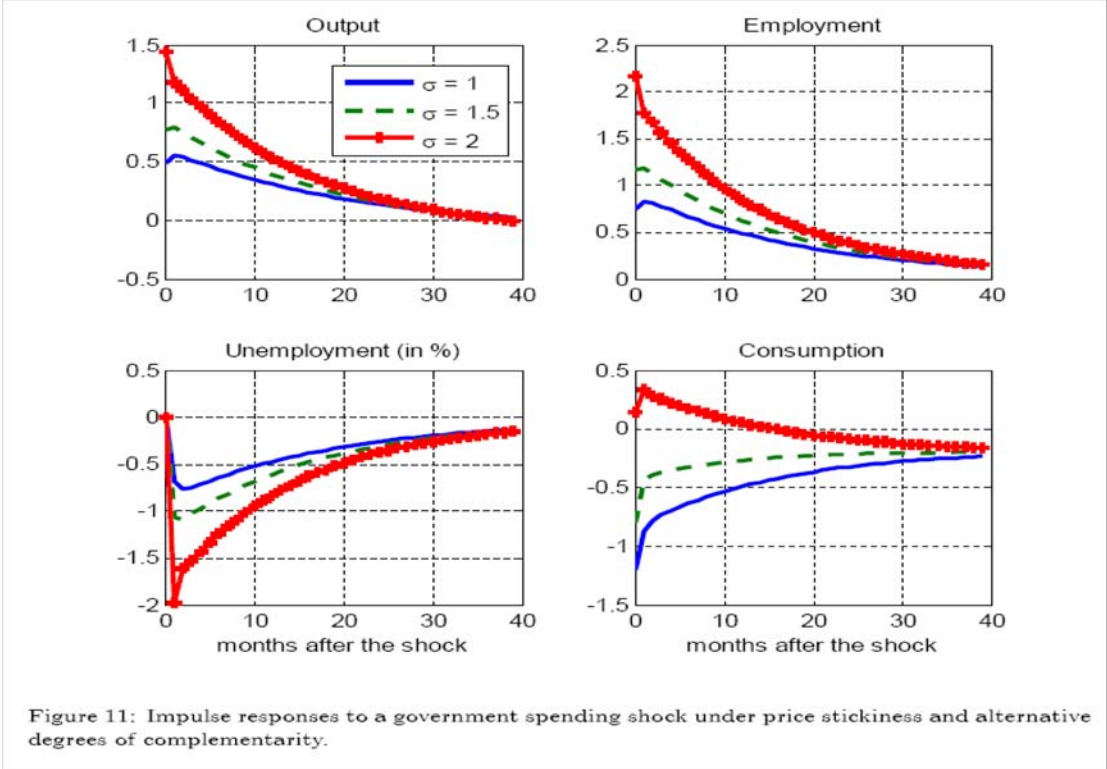 Output
1.5
1
0.5
0
-0.5
0 10 20 30 40
σ = 1
σ = 1.5
σ = 2
Employment
2.5
2
1.5
1
0.5
0
0 10 20 30 40
Unemployment (in %)
0.5
0
-0.5
-1
-1.5
-2
0 10 20 30 40
months after the shock
Consumption
0.5
0
-0.5
-1
-1.5
0 10 20 30 40
months after the shock
Figure 11: Impulse responses to a government spending shock under price stickiness and alternative
degrees of complementarity.